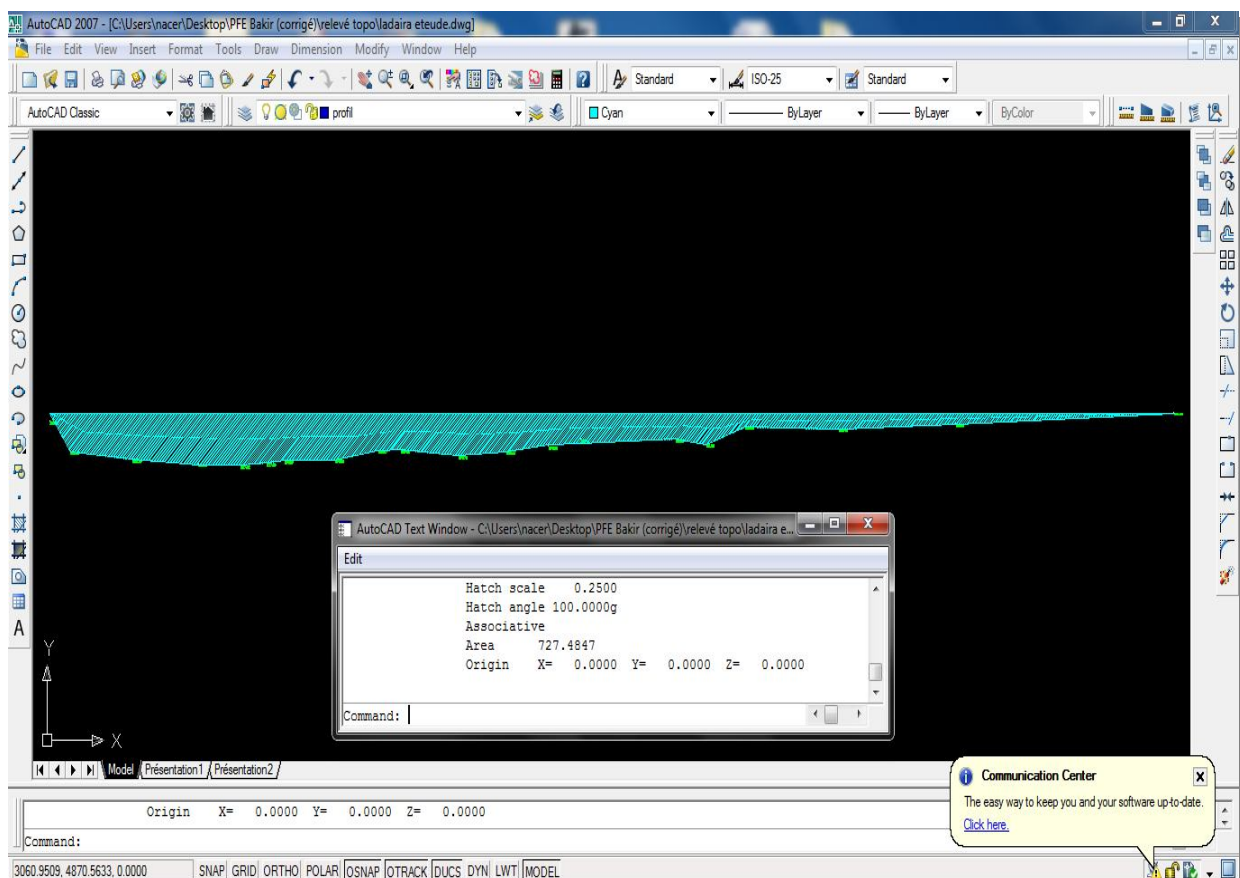 AutoCAD 2007 - [C:\Users\nacer\Desktop\PFE Bakir (corrigé)\relevé topo\ladaira eteude.dwg]
File Edit View Insert Format Tools Draw Dimension Modify Window Help
Standard ISO-25 Standard
AutoCAD Classic profil Cyan ByLayer ByLayer ByColor
AutoCAD Text Window - C:\Users\nacer\Desktop\PFE Bakir (corrigé)\relevé topo\ladaira e...
Edit
Hatch scale 0.2500
Hatch angle 100.0000g
Associative
Area 727.4847
Origin X= 0.0000 Y= 0.0000 Z= 0.0000
Command:
A
Y
X
Model Présentation1 Présentation2
Communication Center
The easy way to keep you and your software up-to-date.
Click here.
Origin X= 0.0000 Y= 0.0000 Z= 0.0000
Command:
3060.9509, 4870.5633, 0.0000 SNAP GRID ORTHO POLAR OSNAP OTRACK DUCS DYN LWT MODEL